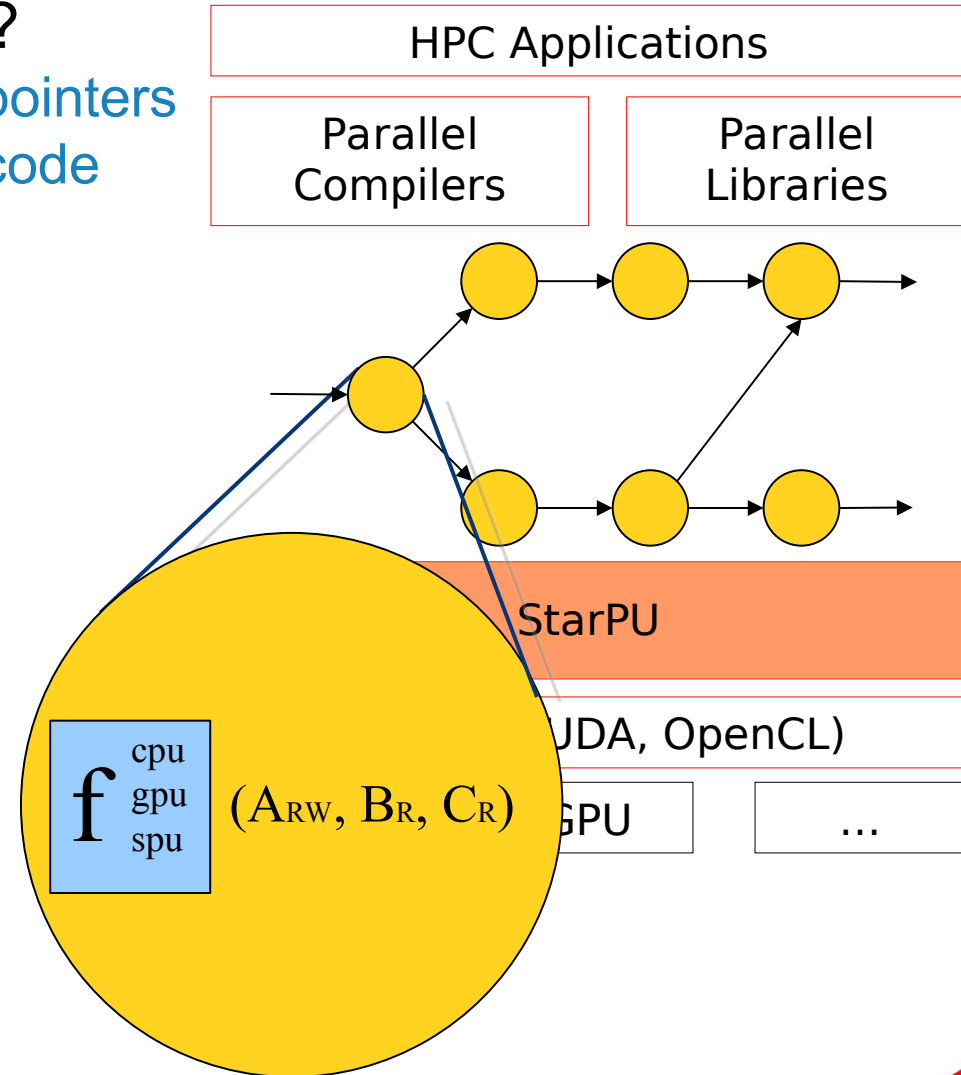 ?
pointers
code
HPC Applications
Parallel
Compilers
Parallel
Libraries
StarPU
UDA, OpenCL)
GPU
...
f cpu
gpu
spu
(ARW, BR, CR)